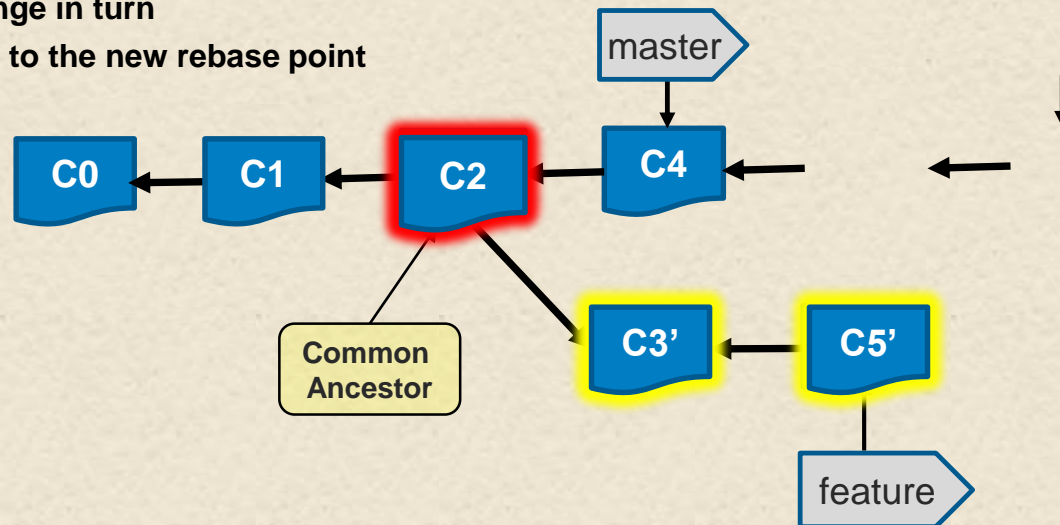 nge in turn
to the new rebase point
master
C0
C1
C2
C4
C3’
C5’
Common
Ancestor
feature